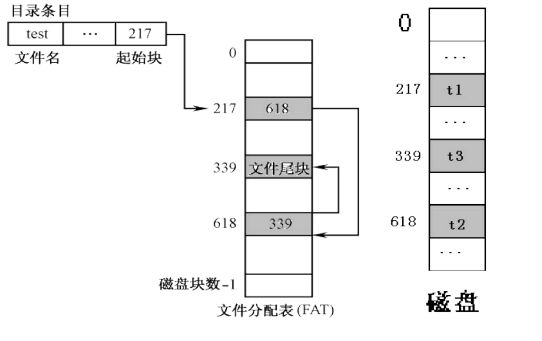 目录条目
test ... 217
文件名 起始块
0
217 618
339 文件尾块
618 339
磁盘块数-1
文件分配表(FAT)
0
...
217 t1
...
339 t3
...
618 t2
...
磁盘